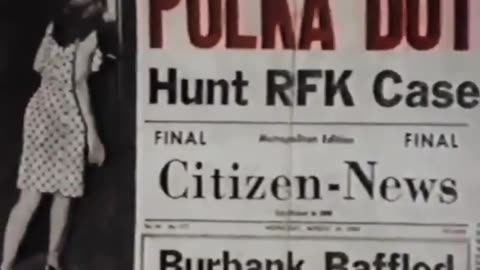 POLKA DOT
Hunt RFK Case
FINAL Metropolitan Edition FINAL
Citizen-News
Burbank Baffled